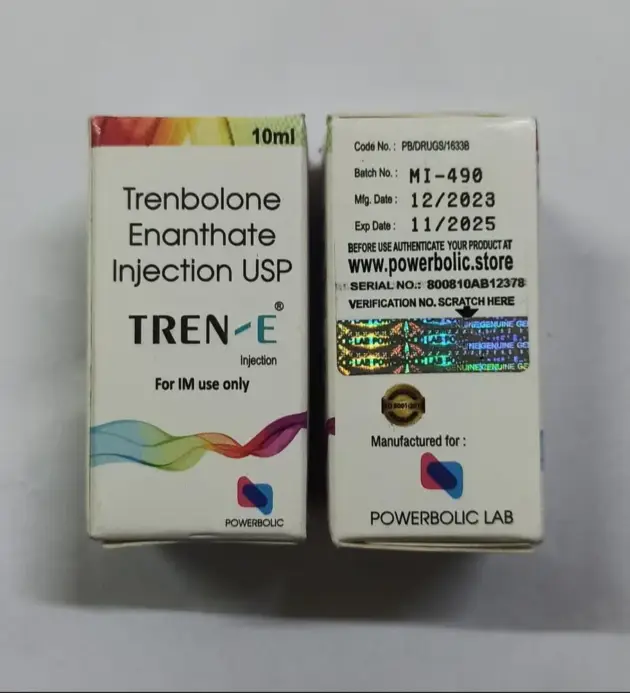 10ml
Trenbolone
Enanthate
Injection USP
TREN-E®
Injection
For IM use only
POWERBOLIC
Code No. : PB/DRUGS/1633B
Batch No. : MI-490
Mfg. Date : 12/2023
Exp Date : 11/2025
BEFORE USE AUTHENTICATE YOUR PRODUCT AT
www.powerbolic.store
SERIAL NO.: 800810AB12378
VERIFICATION NO. SCRATCH HERE
Manufactured for :
POWERBOLIC LAB